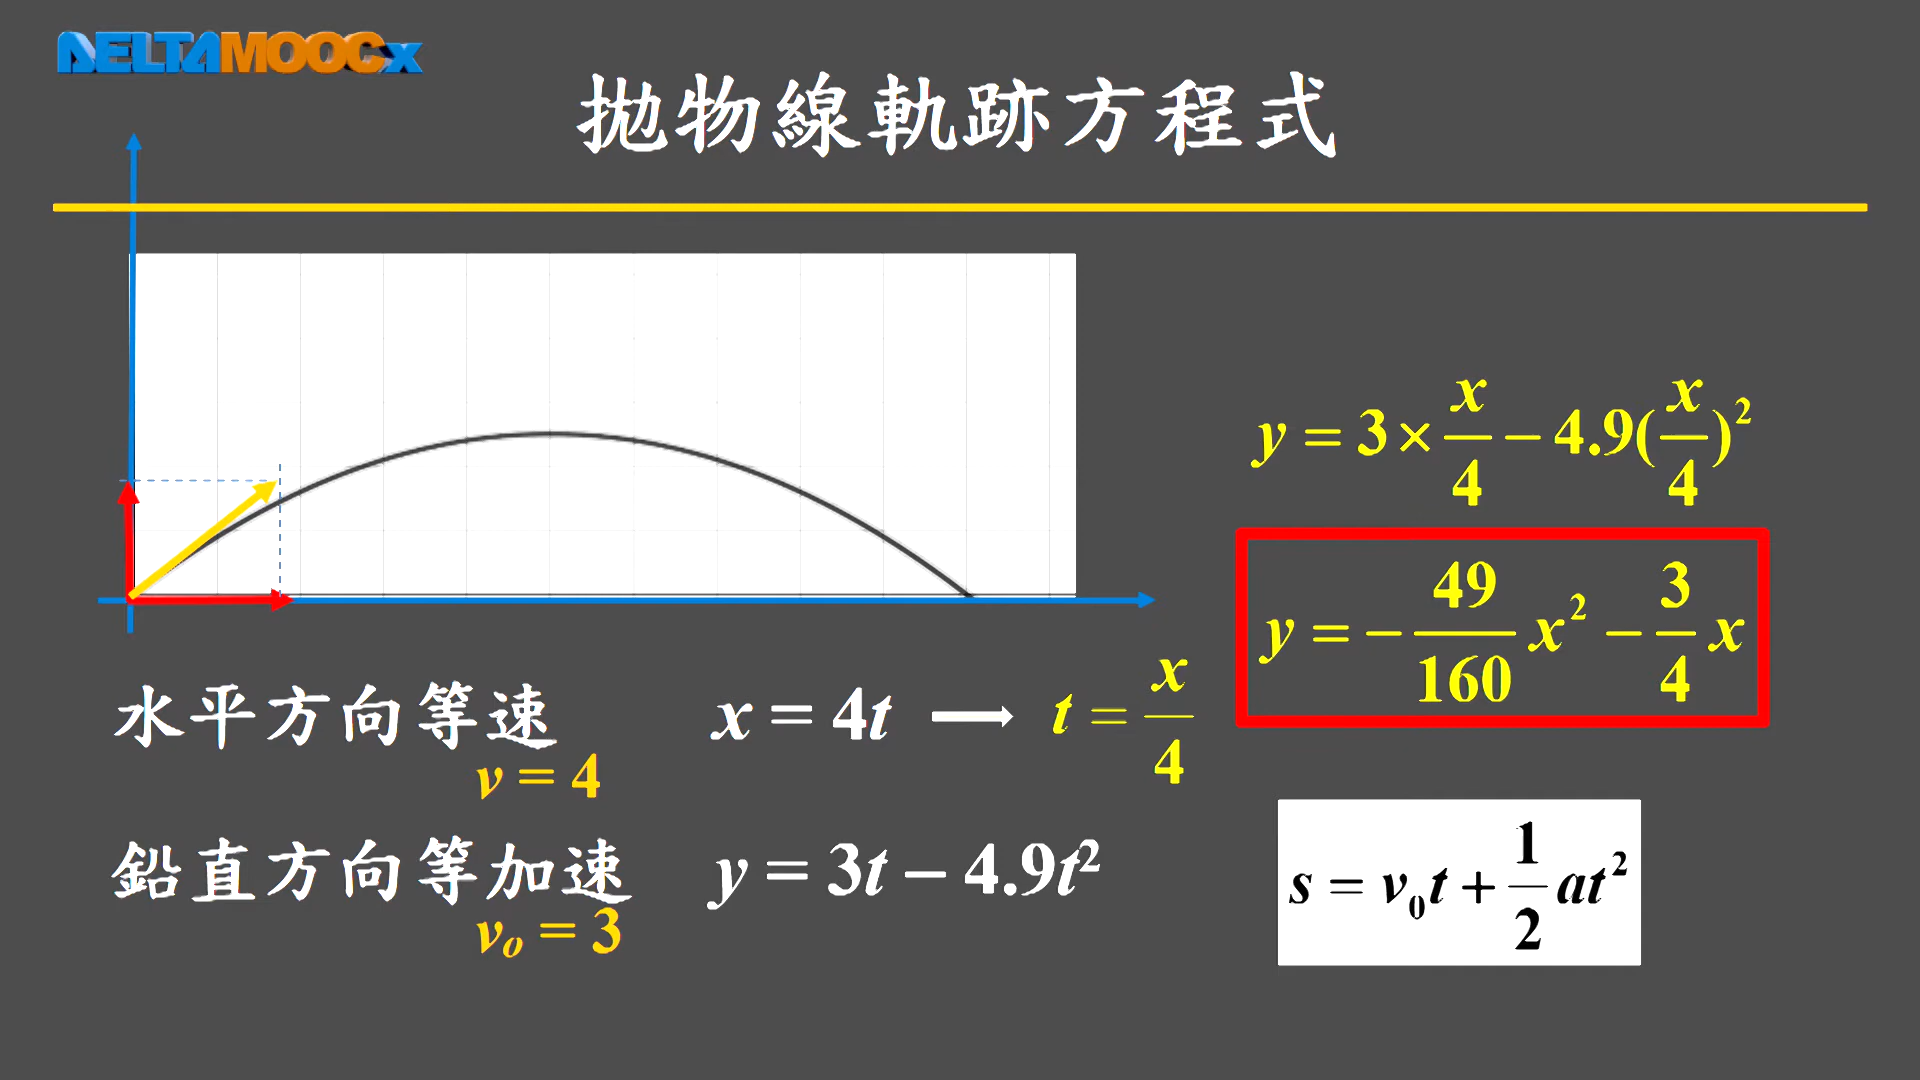 DELTAMOOCx
拋物線軌跡方程式
y = 3 × x/4 − 4.9(x/4)²
y = − 49/160 x² − 3/4 x
水平方向等速 x = 4t ⟶ t = x/4
v = 4
鉛直方向等加速 y = 3t − 4.9t²
vₒ = 3
s = v₀t + 1/2 at²